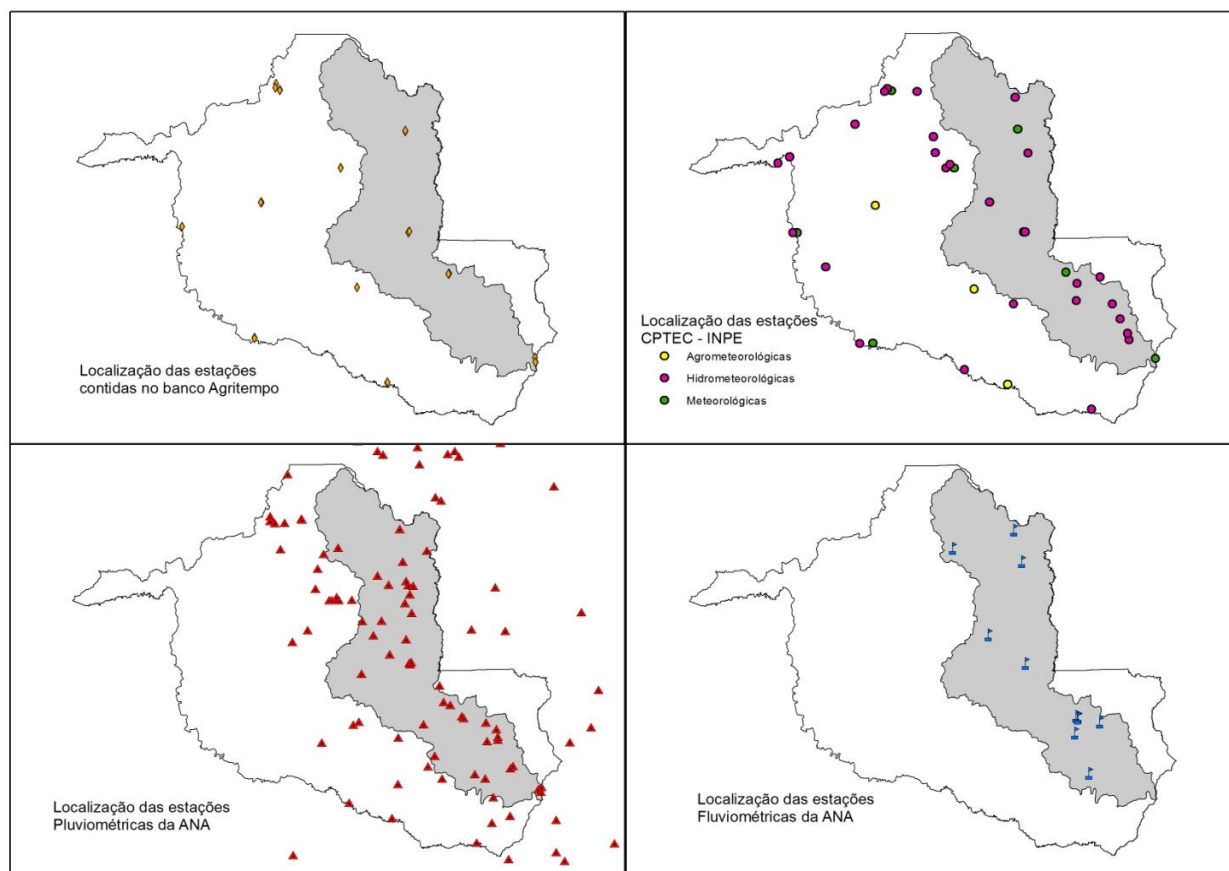 Localização das estações
contidas no banco Agritempo
Localização das estações
CPTEC - INPE
Agrometeorológicas
Hidrometeorológicas
Meteorológicas
Localização das estações
Pluviométricas da ANA
Localização das estações
Fluviométricas da ANA